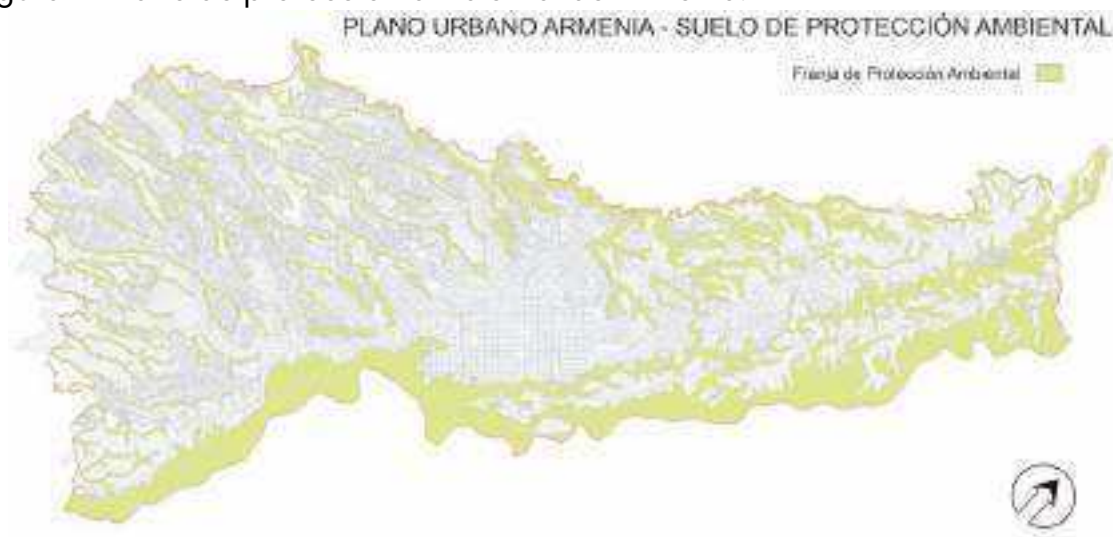 PLANO URBANO ARMENIA - SUELO DE PROTECCIÓN AMBIENTAL
Franja de Protección Ambiental